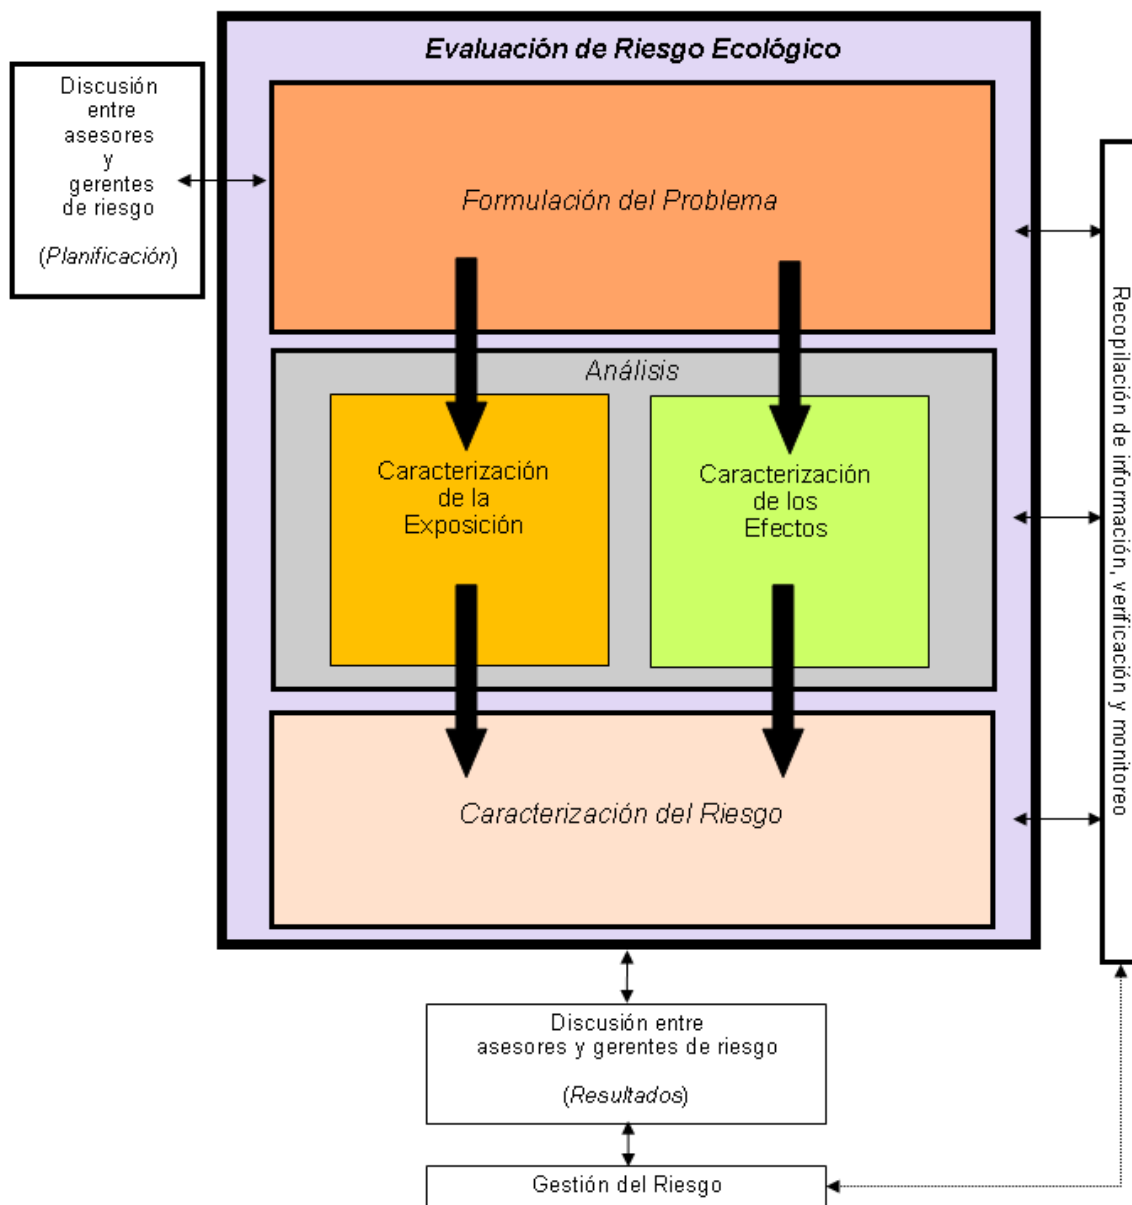 Evaluación de Riesgo Ecológico
Discusión
entre
asesores
y
gerentes
de riesgo
(Planificación)
Formulación del Problema
Análisis
Caracterización
de la
Exposición
Caracterización
de los
Efectos
Caracterización del Riesgo
Recopilación de información, verificación y monitoreo
Discusión entre
asesores y gerentes de riesgo
(Resultados)
Gestión del Riesgo